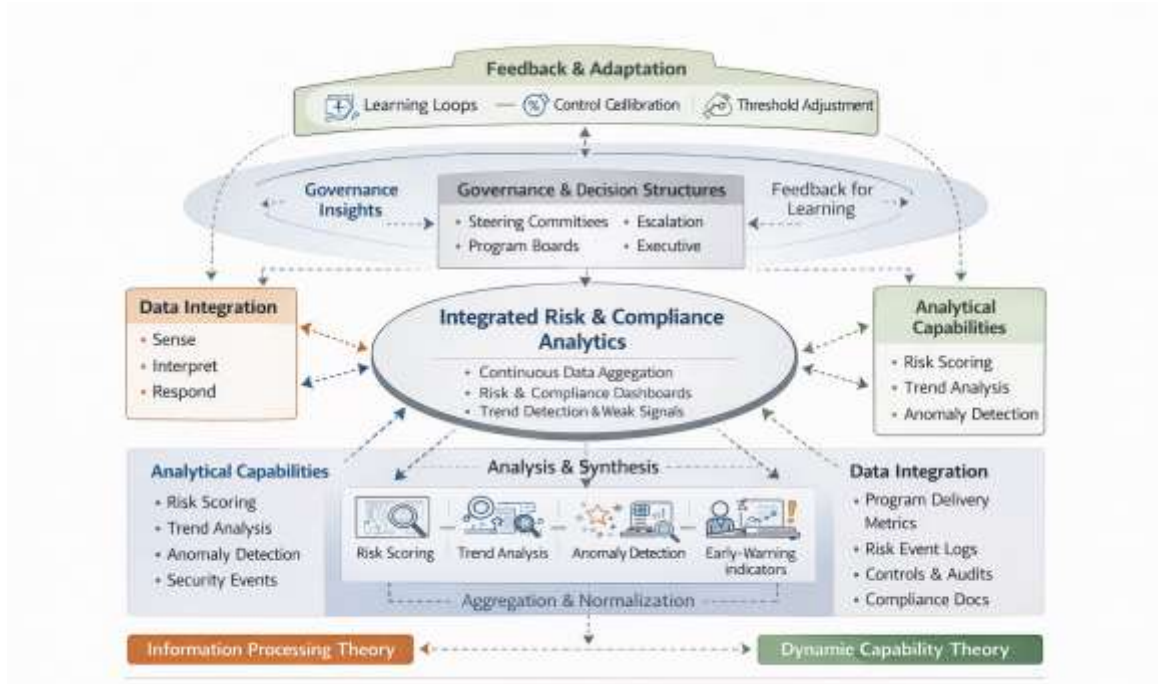 Feedback & Adaptation
Learning Loops
Control Cellibration
Threshold Adjustment
Governance
Insights
Governance & Decision Structures
• Steering Commitiees
• Escalation
• Program Boards
• Executive
Feedback for
Learning
Data Integration
• Sense
• Interpret
• Respond
Integrated Risk & Compliance
Analytics
• Continuous Data Aggregation
• Risk & Compliance Dashboards
• Trend Detection & Weak Signals
Analytical
Capabilities
• Risk Scoring
• Trend Analysis
• Anomaly Detection
Analytical Capabilities
• Risk Scoring
• Trend Analysis
• Anomaly Detection
• Security Events
Analysis & Synthesis
Risk Scoring
Trend Analysis
Anomaly Detection
Early-Warning
indicators
Aggregation & Normalization
Data Integration
• Program Delivery
Metrics
• Risk Event Logs
• Controls & Audits
• Compliance Docs
Information Processing Theory
Dynamic Capability Theory